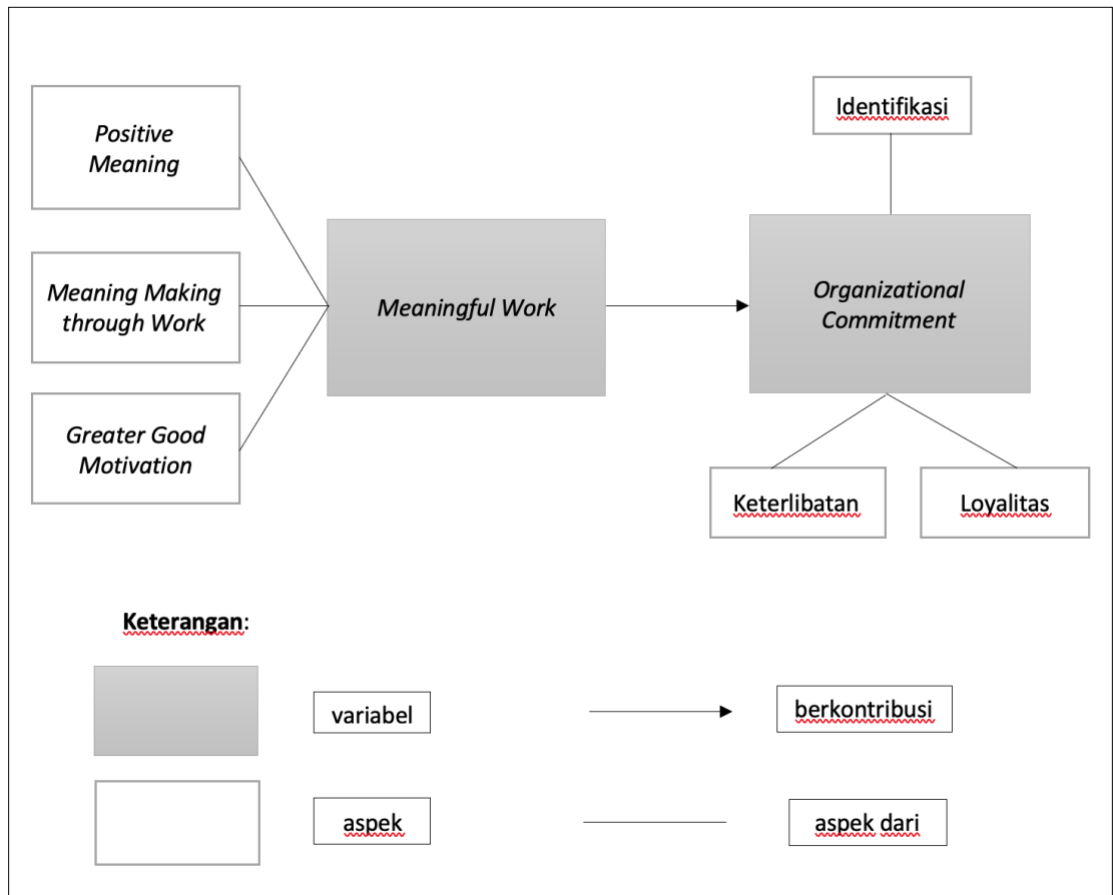 Positive
Meaning
Meaning Making
through Work
Greater Good
Motivation
Meaningful Work
Identifikasi
Organizational
Commitment
Keterlibatan
Loyalitas
Keterangan:
variabel
berkontribusi
aspek
aspek dari